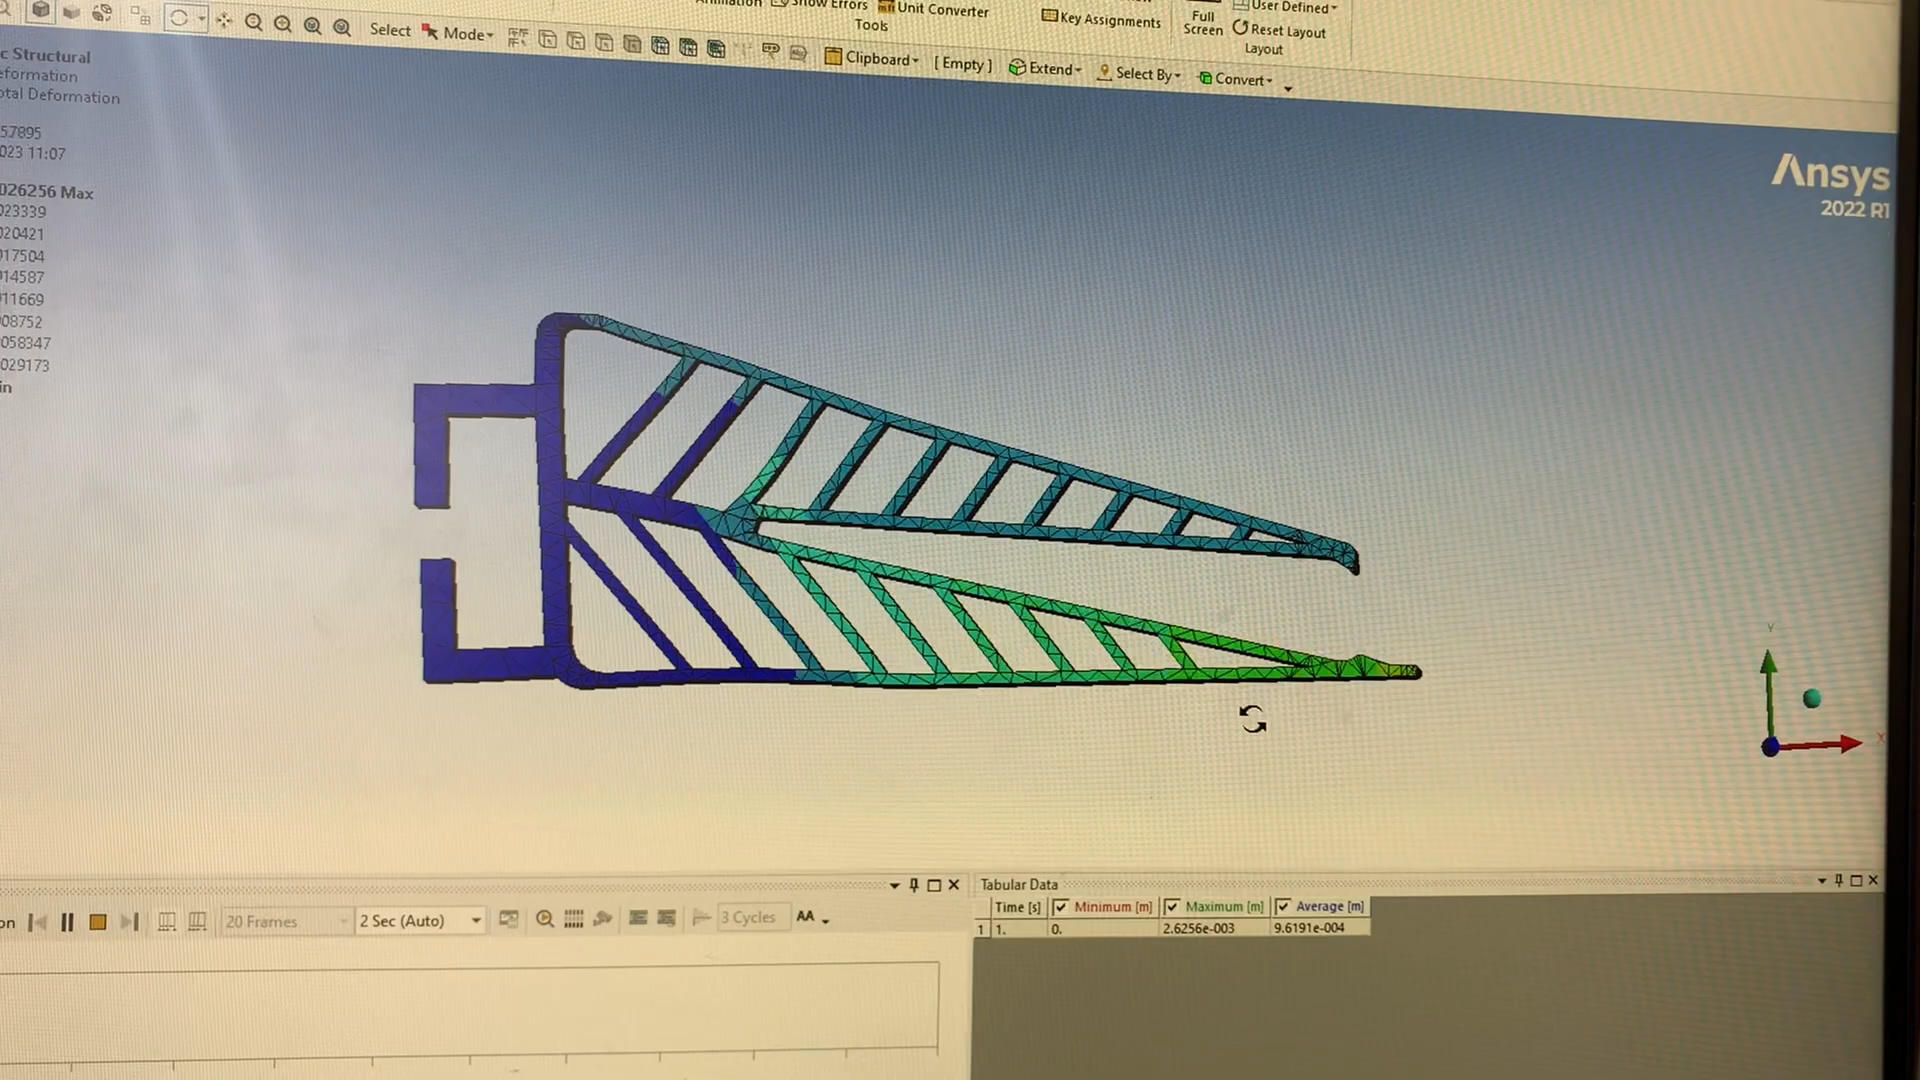 Show Errors
Unit Converter
Tools
Key Assignments
Full
Screen
User Defined
Reset Layout
Layout
Select
Mode
Clipboard
[ Empty ]
Extend
Select By
Convert
c Structural
eformation
otal Deformation
57895
023 11:07
026256 Max
023339
020421
017504
014587
011669
08752
058347
029173
in
Ansys
2022 R1
Y
X
on
20 Frames
2 Sec (Auto)
3 Cycles
AA
Tabular Data
Time [s]
Minimum [m]
Maximum [m]
Average [m]
1
1.
0.
2.6256e-003
9.6191e-004